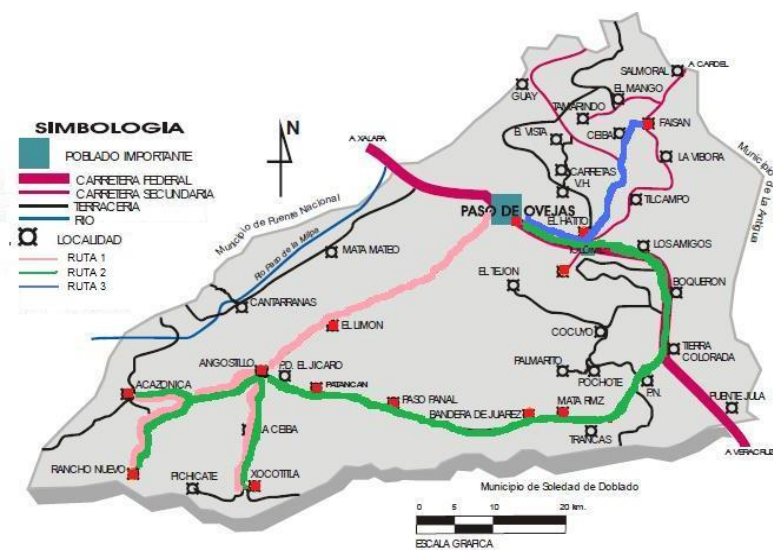 SIMBOLOGIA
POBLADO IMPORTANTE
CARRETERA FEDERAL
CARRETERA SECUNDARIA
TERRACERIA
RIO
LOCALIDAD
RUTA 1
RUTA 2
RUTA 3
N
A XALAPA
Municipio de Puente Nacional
Rio Paso de la Milpa
SALMORAL
A CARDEL
GUAY
EL MANGO
TAMARINDO
CEIBA
FAISAN
EL VISTA
LA VIBORA
CARRETAS
V.H.
TILCAMPO
Municipio de la Antigua
PASO DE OVEJAS
EL HATITO
LOS AMIGOS
MATA MATEO
EL TEJON
BOQUERON
CANTARRANAS
EL LIMON
COCUYO
TIERRA
COLORADA
ANGOSTILLO
P.D. EL JICARO
PALMARITO
POCHOTE
P.N.
ACAZONICA
PATANCAN
PASO PANAL
BANDERA DE JUAREZ
MATA RMZ
PUENTE JULA
LA CEIBA
TRANCAS
RANCHO NUEVO
PICHICATE
XOCOTITLA
A VERACRUZ
Municipio de Soledad de Doblado
0 5 10 20 km.
ESCALA GRAFICA